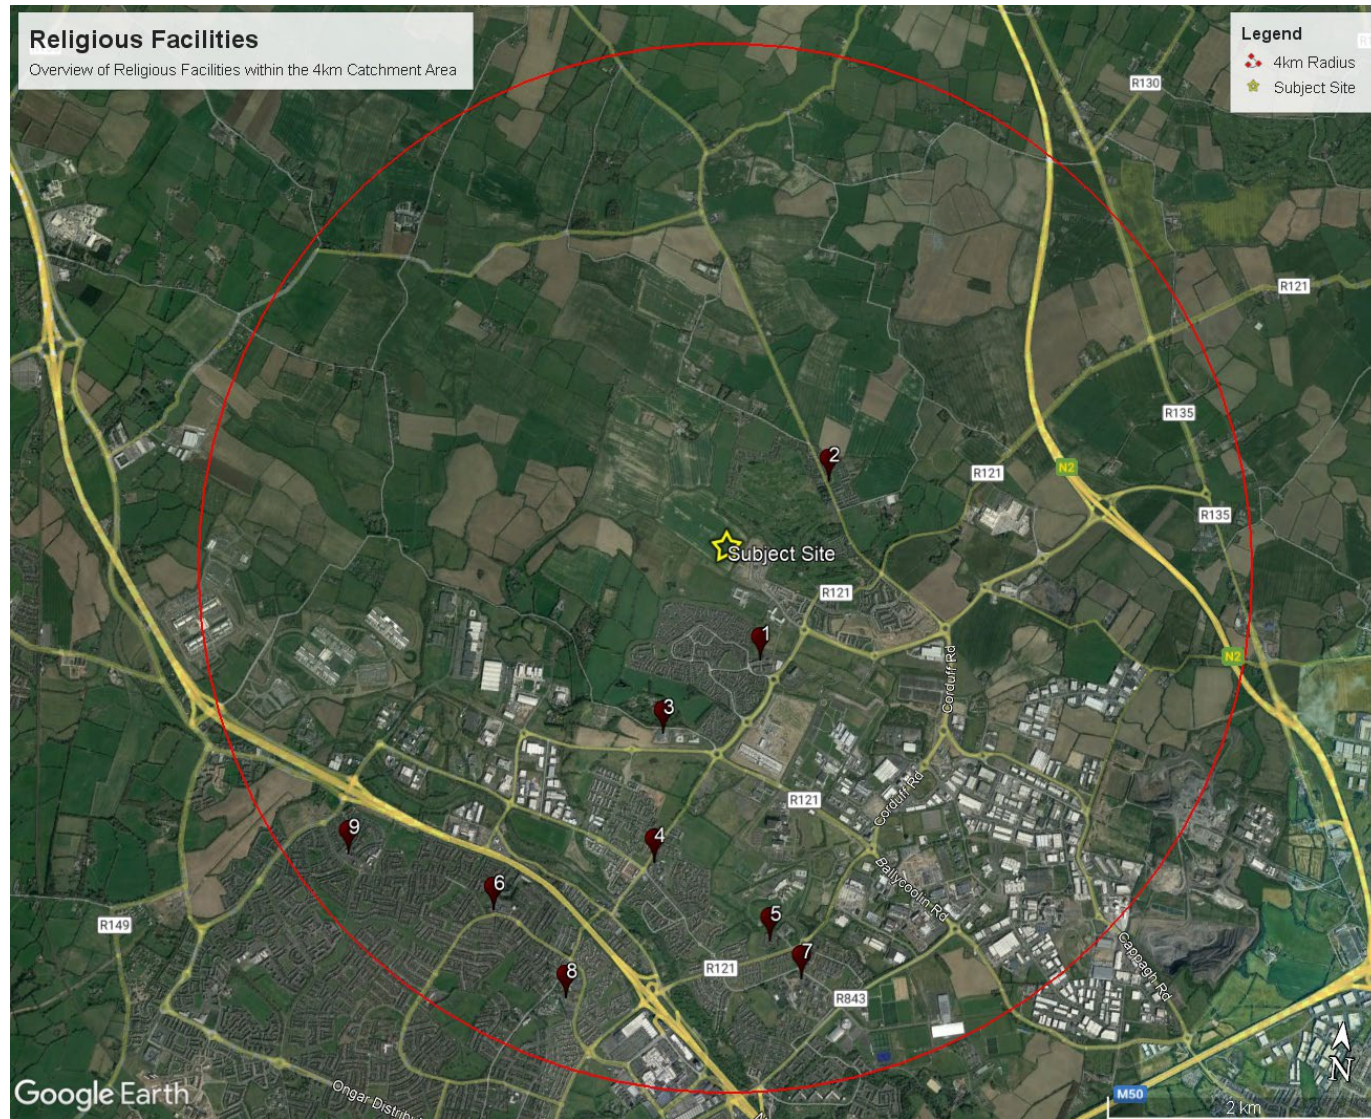 Religious Facilities
Overview of Religious Facilities within the 4km Catchment Area
Legend
4km Radius
Subject Site
R130
R121
R135
2
R121
N2
R135
Subject Site
R121
1
N2
Corduff Rd
3
R121
Corduff Rd
9
4
Ballycoolin Rd
6
5
R149
Cappagh Rd
7
R121
8
R843
N
Google Earth
M50
2 km